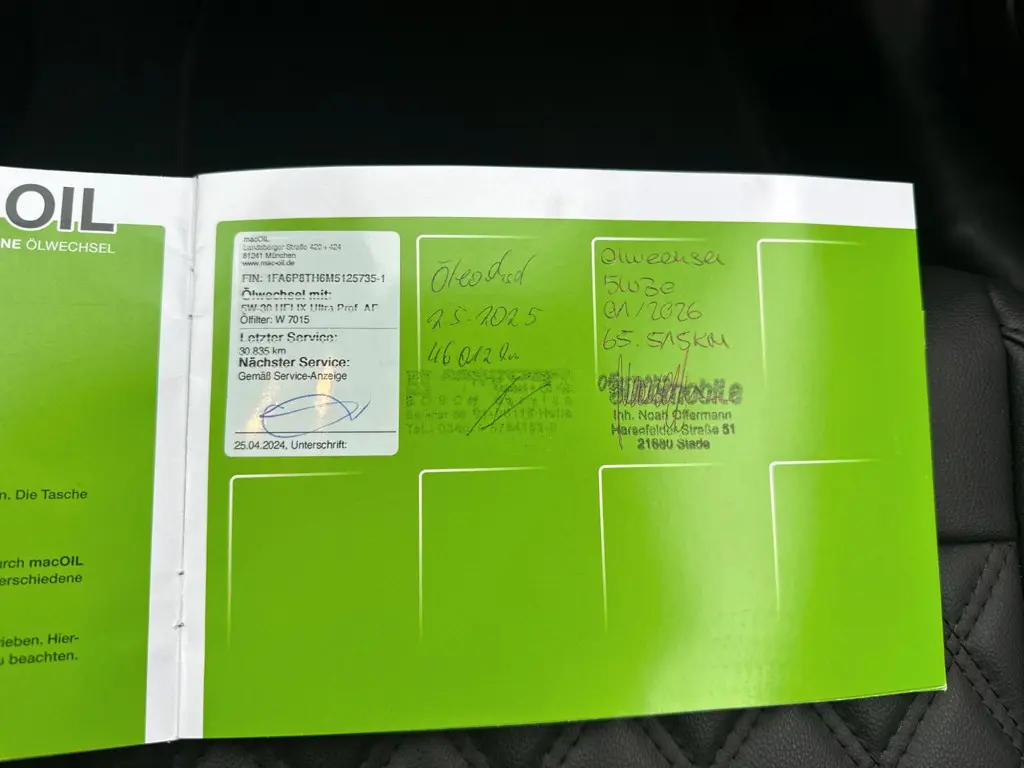 OIL
NE ÖLWECHSEL
n. Die Tasche
rch macOIL
erschiedene
ieben. Hier-
u beachten.
macOIL
Landsberger Straße 420 + 424
81241 München
www.mac-oil.de
FIN: 1FA6P8TH6M5125735-1
Ölwechsel mit:
5W-30 HELIX Ultra Prof. AF
Ölfilter: W 7015
Letzter Service:
30.835 km
Nächster Service:
Gemäß Service-Anzeige
25.04.2024, Unterschrift:
2.5.2025
46012 km
Ölwechsel
5W30
01/2026
65.515KM
Inh. Noah Offermann
Harsefelder Straße 51
21680 Stade